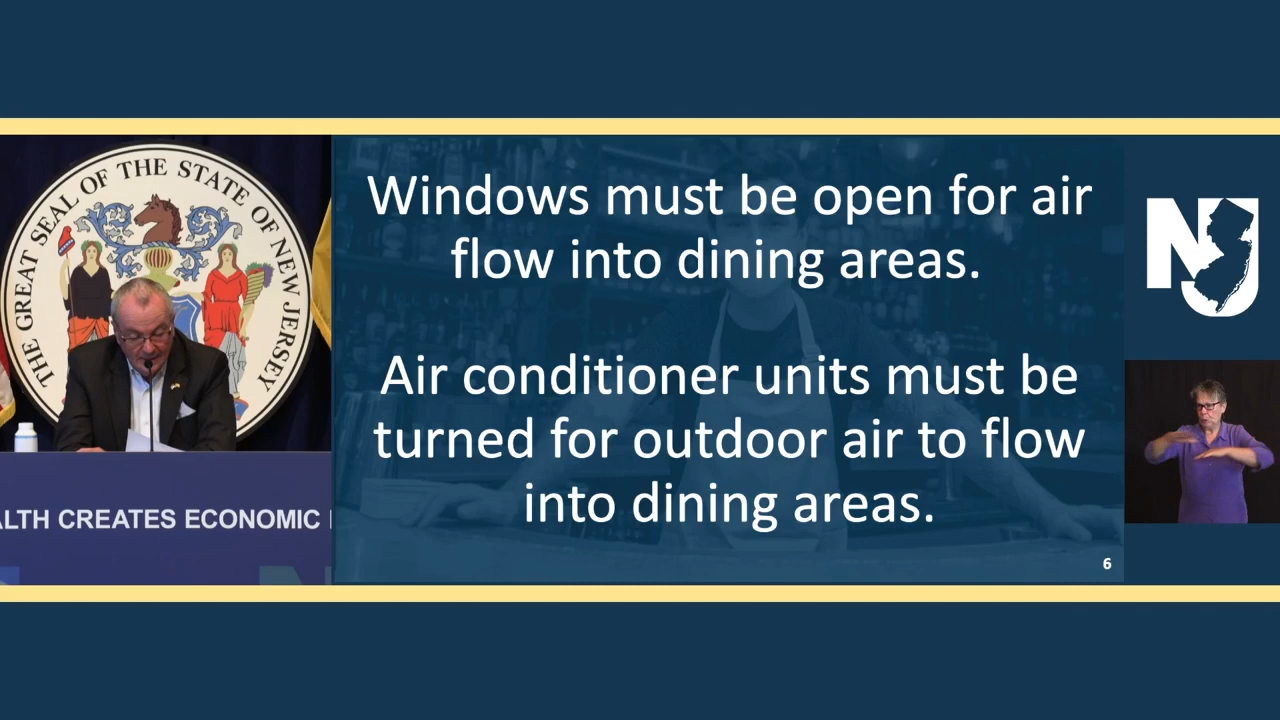 THE GREAT SEAL OF THE STATE OF NEW JERSEY
Windows must be open for air
flow into dining areas.
Air conditioner units must be
turned for outdoor air to flow
into dining areas.
6
ALTH CREATES ECONOMIC
NJ